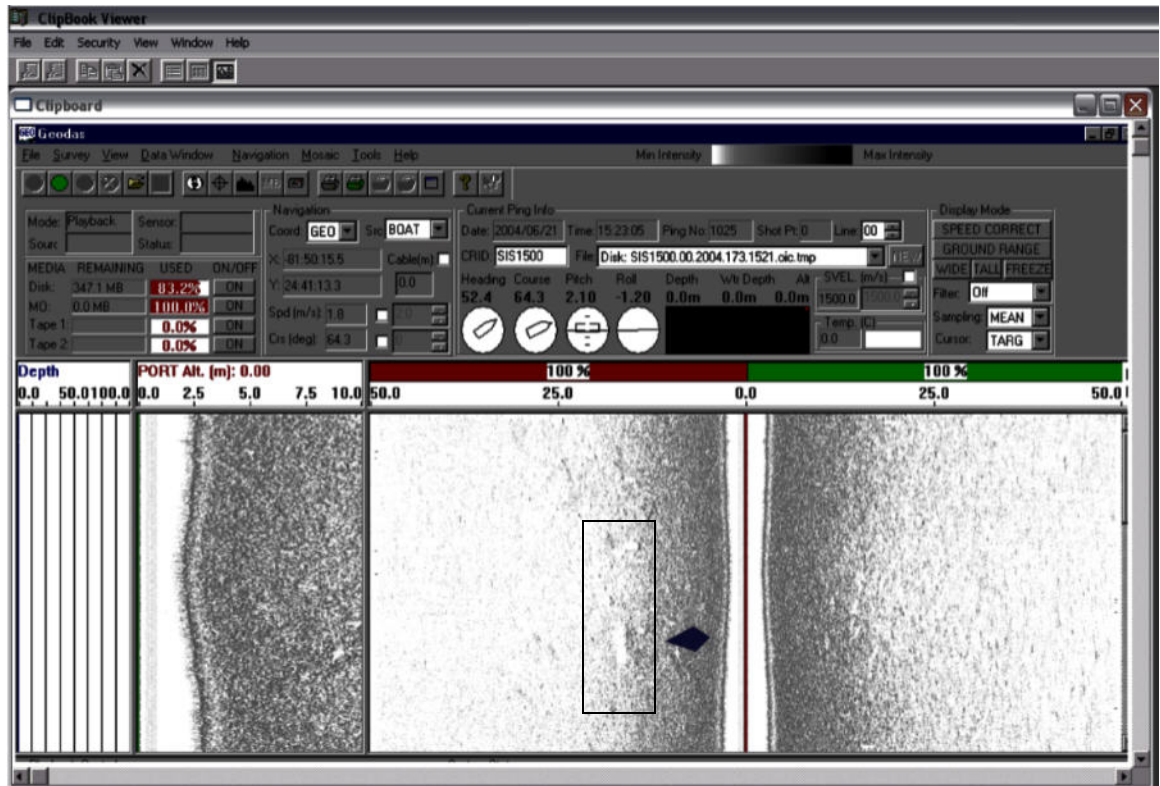 ClipBook Viewer
File Edit Security View Window Help
Clipboard
GEO Geodas
File Survey View Data Window Navigation Mosaic Tools Help Min Intensity Max Intensity
Navigation Current Ping Info Display Mode
Mode: Playback Sensor: Coord: GEO Src BOAT Date: 2004/06/21 Time: 15:23:05 Ping No: 1025 Shot Pt: 0 Line 00 SPEED CORRECT
Sourc Status: X: -81:50:15.5 Cable(m): CRID SIS1500 File Disk: SIS1500.00.2004.173.1521.oic.tmp NEW GROUND RANGE
MEDIA REMAINING USED ON/OFF Y: 24:41:13.3 0.0 Heading Course Pitch Roll Depth Wtr Depth Alt SVEL. (m/s) WIDE TALL FREEZE
Disk: 347.1 MB 83.2% ON 52.4 64.3 2.10 -1.20 0.0m 0.0m 0.0m 1500.0 1500.0 Filter: Off
MO: 0.0 MB 100.0% ON Spd (m/s): 1.8 2.0 Temp. (C) Sampling: MEAN
Tape 1: 0.0% ON 0.0
Tape 2: 0.0% ON Crs (deg): 64.3 0 Cursor: TARG
Depth PORT Alt. (m): 0.00 100 % 100 %
0.0 50.0 100.0 0.0 2.5 5.0 7.5 10.0 50.0 25.0 0.0 25.0 50.0